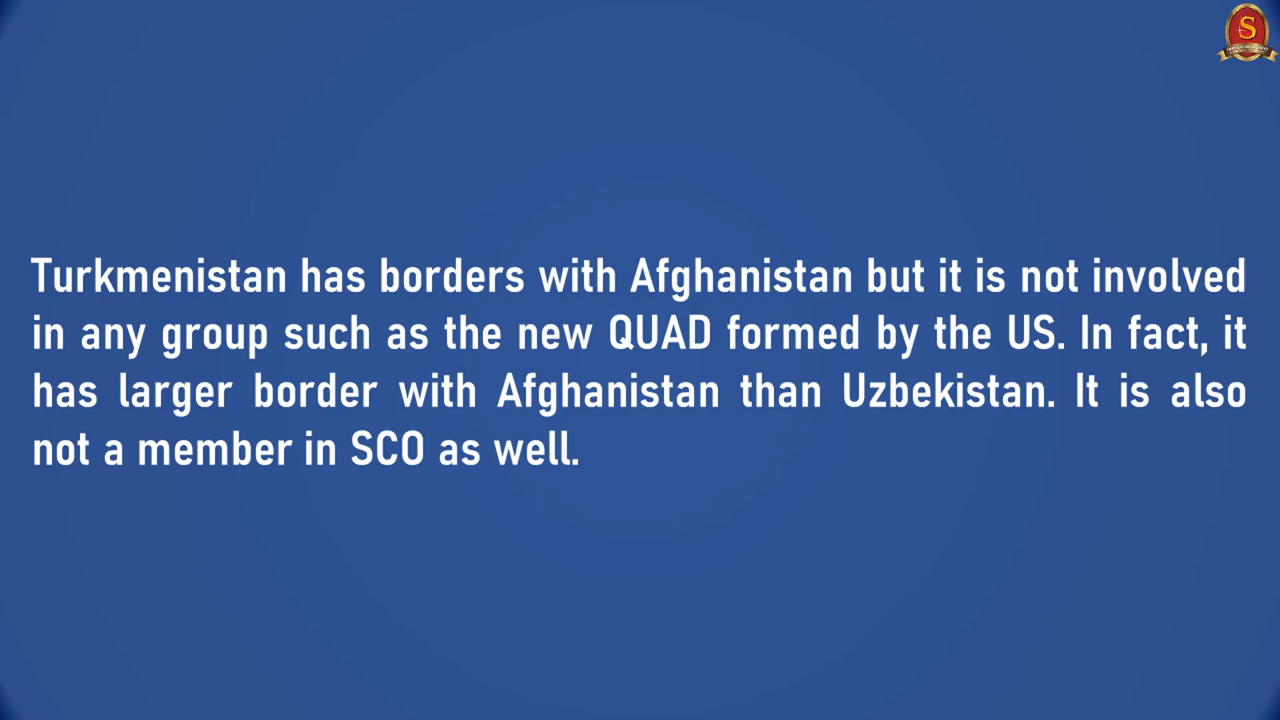 S
Turkmenistan has borders with Afghanistan but it is not involved
in any group such as the new QUAD formed by the US. In fact, it
has larger border with Afghanistan than Uzbekistan. It is also
not a member in SCO as well.